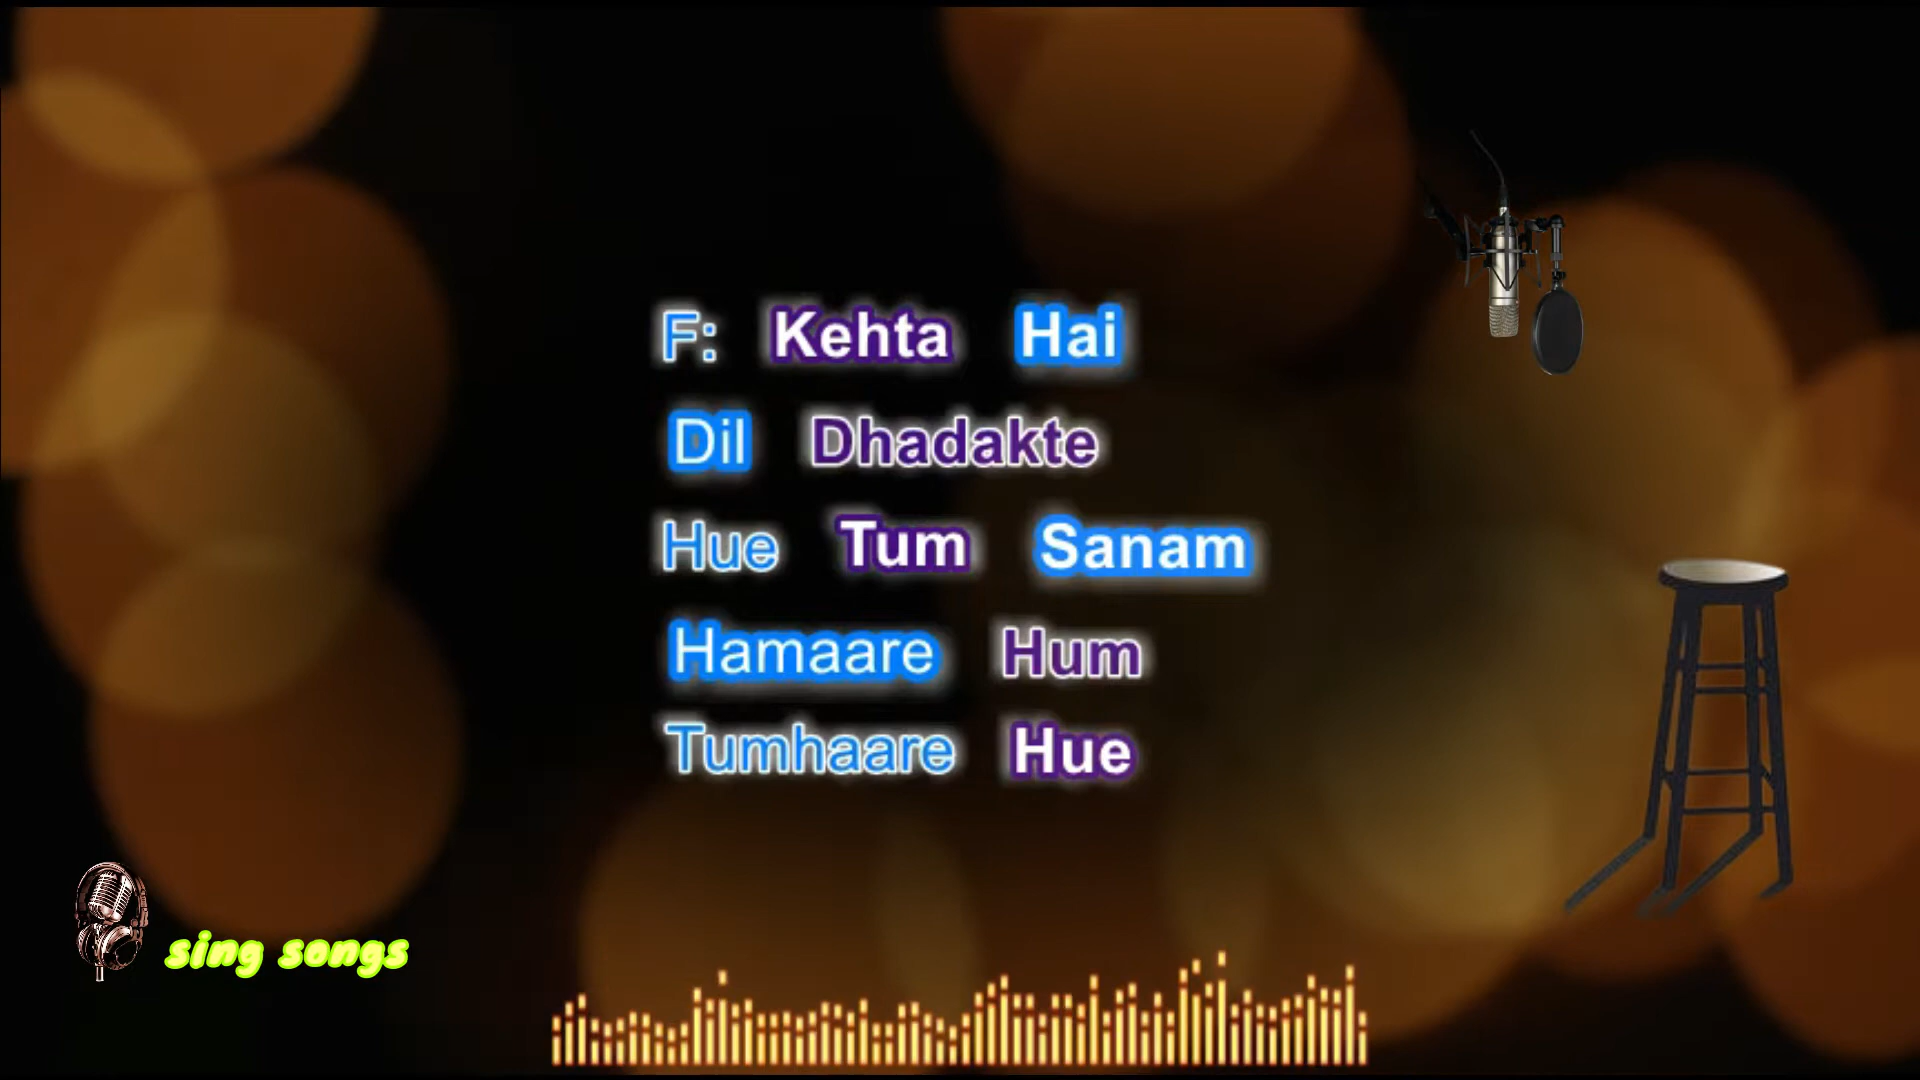 F: Kehta Hai
Dil Dhadakte
Hue Tum Sanam
Hamaare Hum
Tumhaare Hue
sing songs